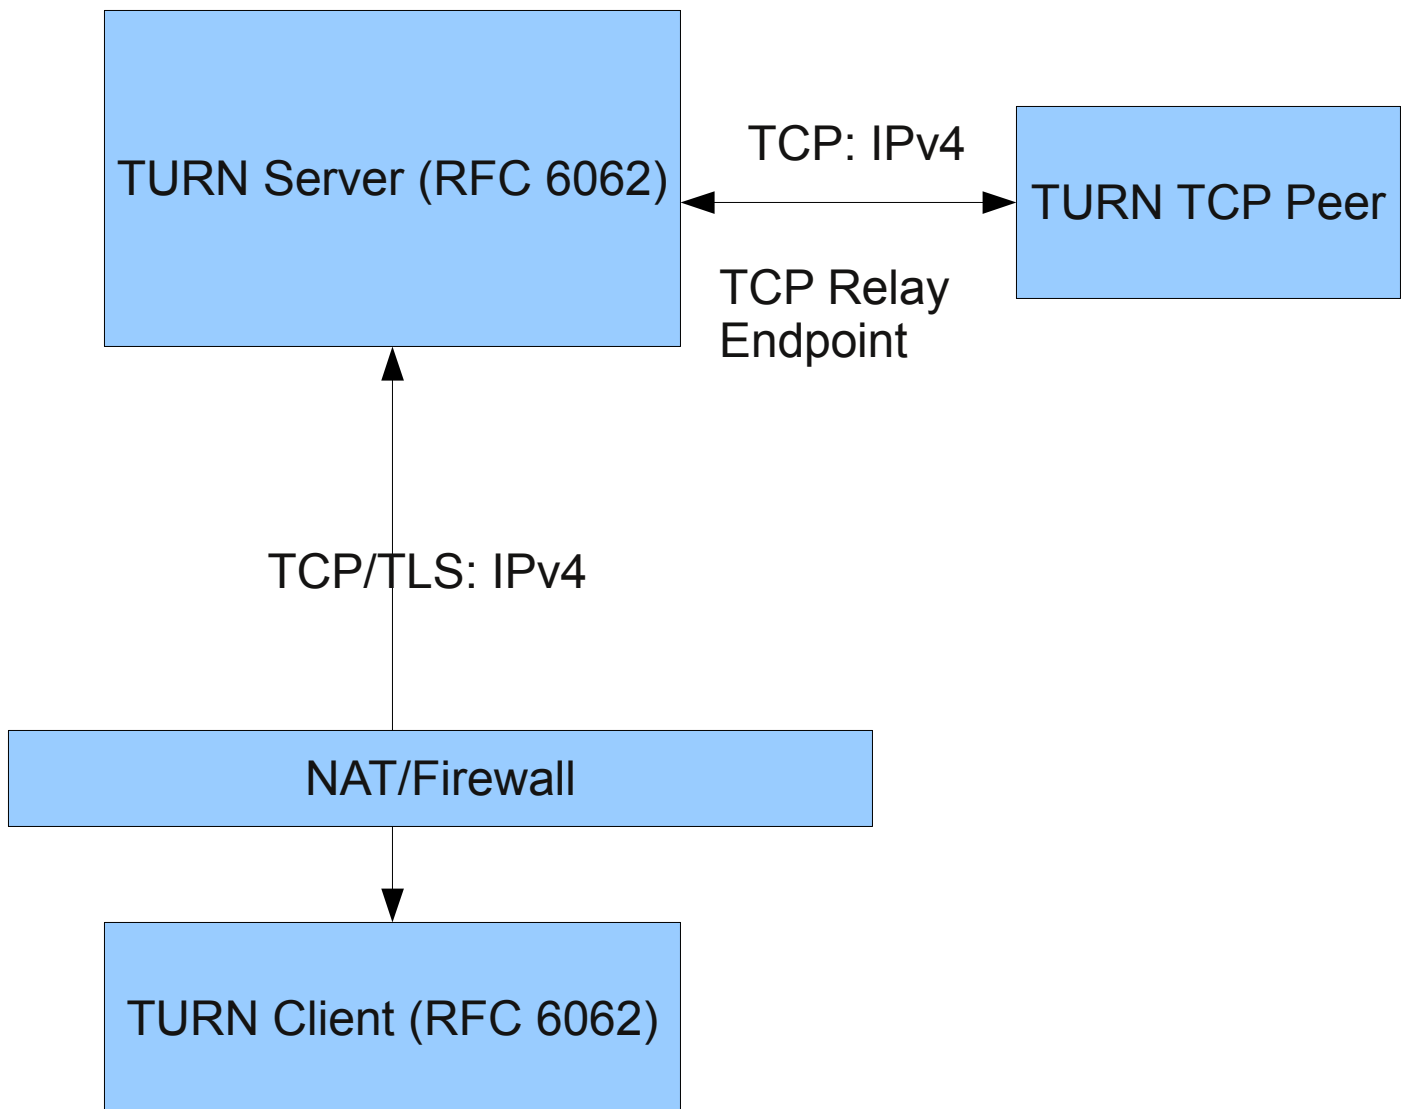 TURN Server (RFC 6062)
TCP: IPv4
TURN TCP Peer
TCP Relay
Endpoint
TCP/TLS: IPv4
NAT/Firewall
TURN Client (RFC 6062)